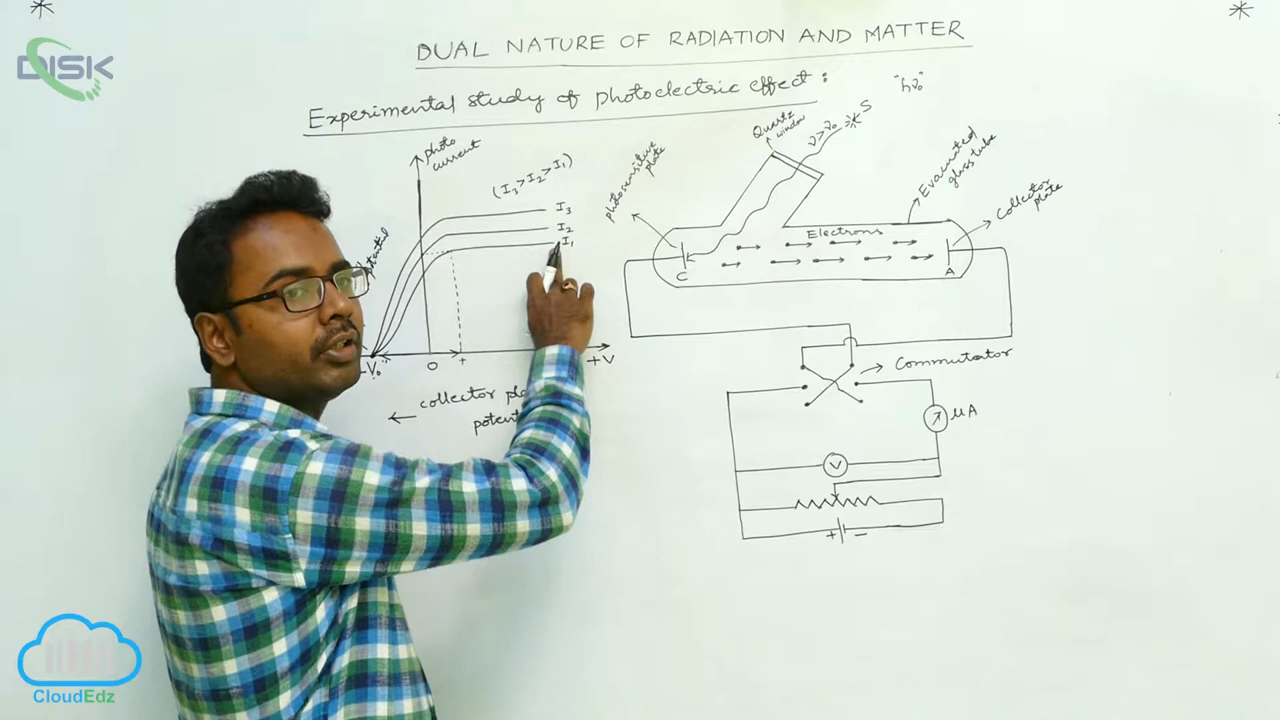 DISK
DUAL NATURE OF RADIATION AND MATTER
Experimental study of photoelectric effect :
"hν₀"
photo
current
(I₃>I₂>I₁)
I₃
I₂
I₁
potential
-V₀
0
+
+V
← collector
photosensitive
plate
Quartz
window
ν>ν₀
S
Evacuated
glass tube
Collector
plate
Electrons
C
A
Commutator
μA
V
+
-
CloudEdz